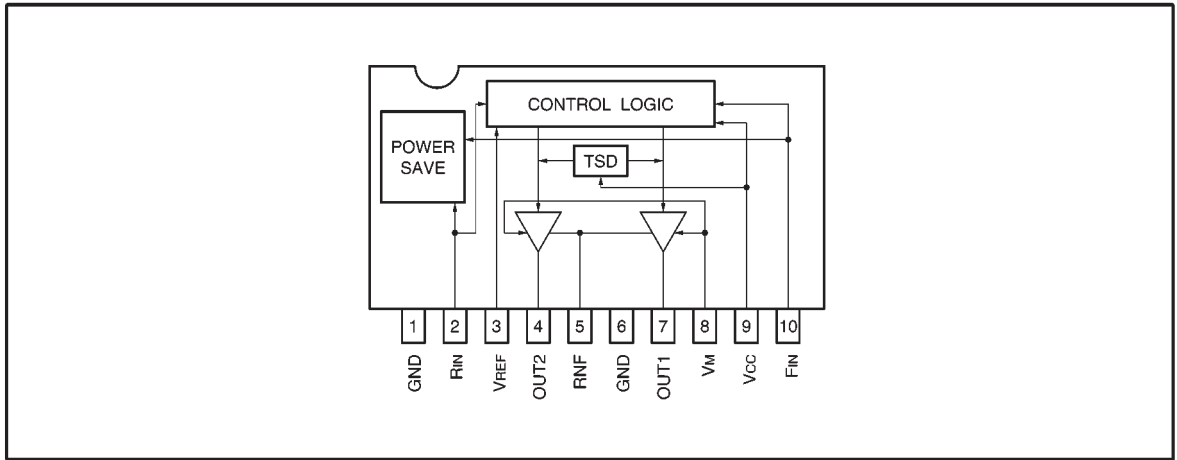 CONTROL LOGIC
POWER
SAVE
TSD
1 2 3 4 5 6 7 8 9 10
GND RIN VREF OUT2 RNF GND OUT1 VM VCC FIN